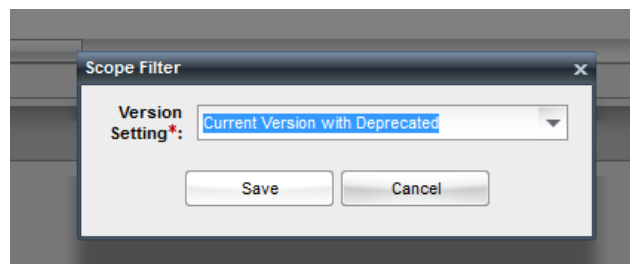 Scope Filter x
Version
Setting*:
Current Version with Deprecated
Save Cancel